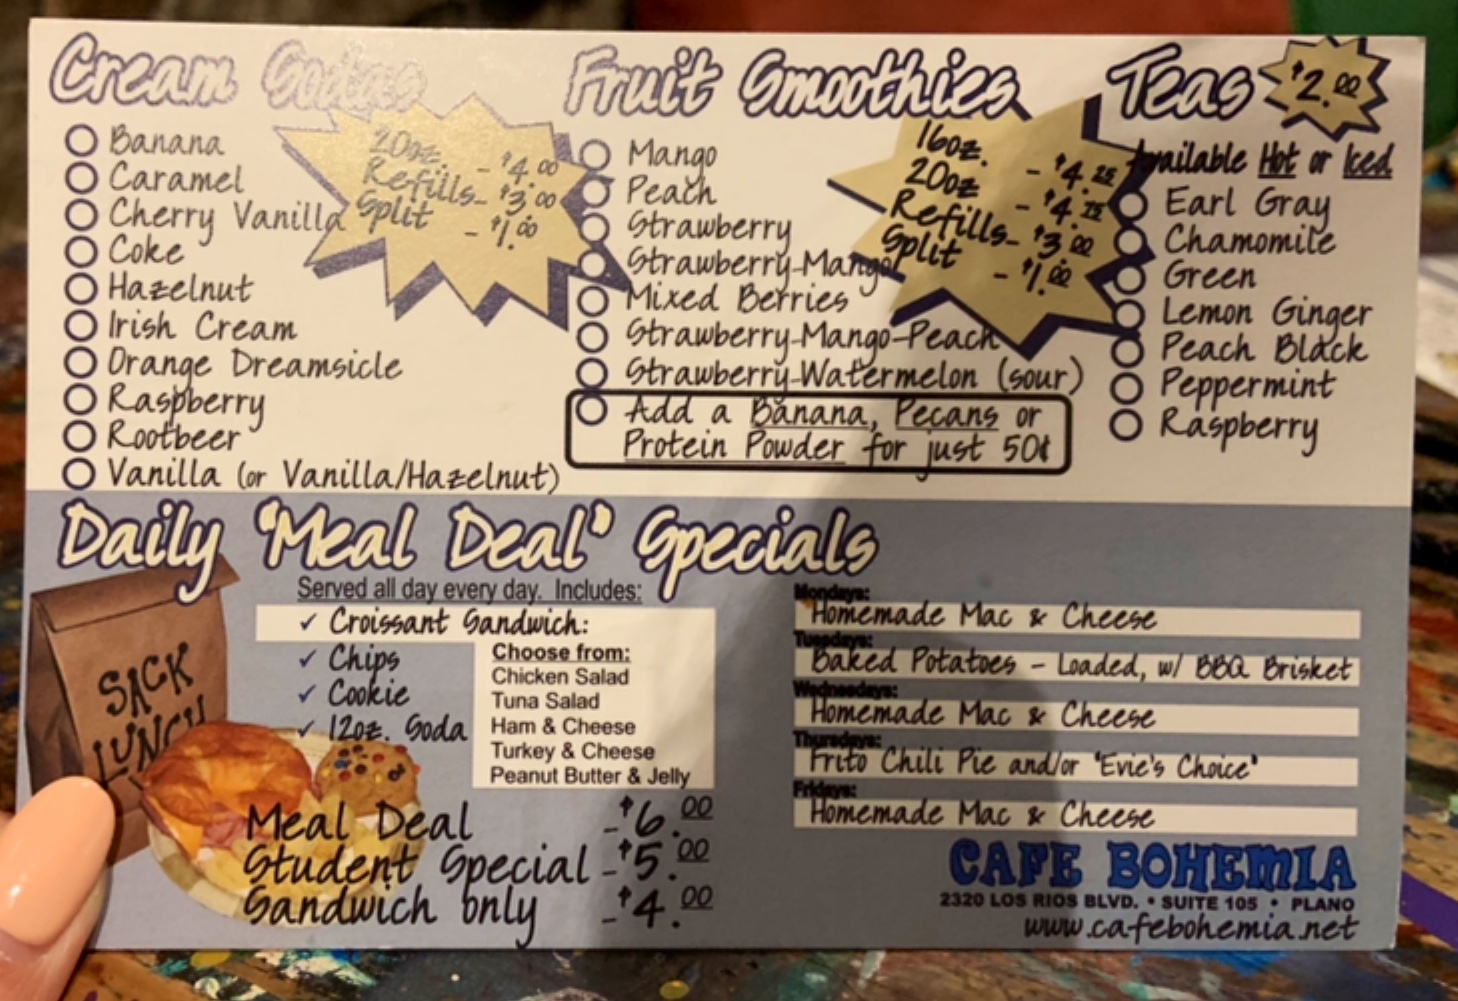 Cream Sodas
Banana
Caramel
Cherry Vanilla
Coke
Hazelnut
Irish Cream
Orange Dreamsicle
Raspberry
Rootbeer
Vanilla (or Vanilla/Hazelnut)
20oz. - $4.00
Refills - $3.00
Split - $1.00
Fruit Smoothies
Mango
Peach
Strawberry
Strawberry-Mango
Mixed Berries
Strawberry-Mango-Peach
Strawberry-Watermelon (sour)
Add a Banana, Pecans or
Protein Powder for just 50¢
16oz. - $4.25
20oz - $4.75
Refills - $3.00
Split - $1.00
Teas $2.00
Available Hot or Iced
Earl Gray
Chamomile
Green
Lemon Ginger
Peach Black
Peppermint
Raspberry
Daily "Meal Deal" Specials
Served all day every day. Includes:
✓ Croissant Sandwich:
✓ Chips
✓ Cookie
✓ 12oz. Soda
Choose from:
Chicken Salad
Tuna Salad
Ham & Cheese
Turkey & Cheese
Peanut Butter & Jelly
SACK
LUNCH
Meal Deal - $6.00
Student Special - $5.00
Sandwich only - $4.00
Mondays:
Homemade Mac & Cheese
Tuesdays:
Baked Potatoes - Loaded, w/ BBQ Brisket
Wednesdays:
Homemade Mac & Cheese
Thursdays:
Frito Chili Pie and/or "Evie's Choice"
Fridays:
Homemade Mac & Cheese
CAFE BOHEMIA
2320 LOS RIOS BLVD. • SUITE 105 • PLANO
www.cafebohemia.net